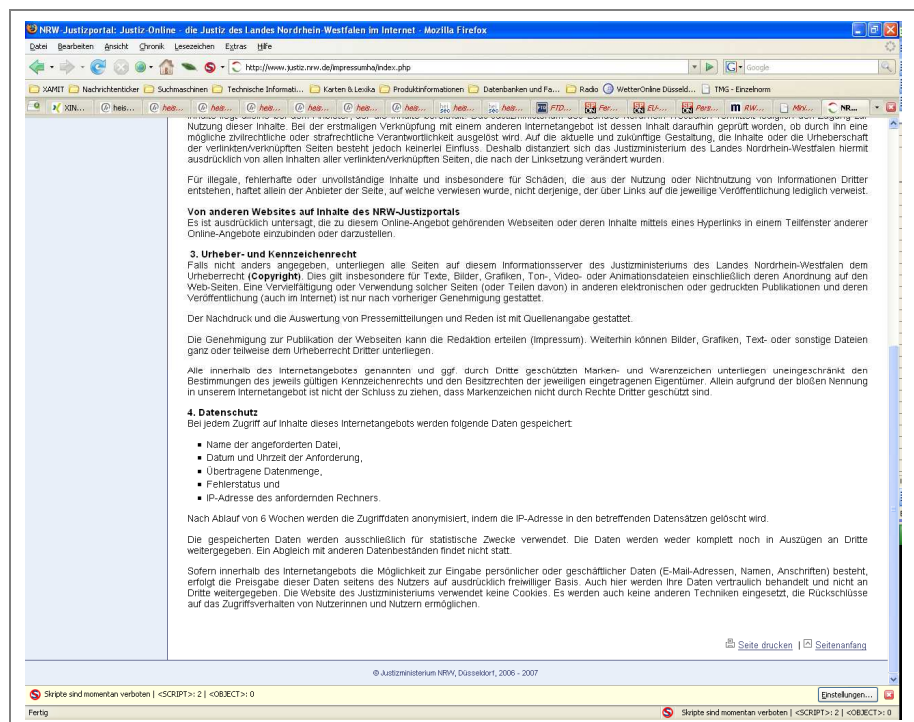 NRW-Justizportal: Justiz-Online - die Justiz des Landes Nordrhein-Westfalen im Internet - Mozilla Firefox
Datei Bearbeiten Ansicht Chronik Lesezeichen Extras Hilfe
http://www.justiz.nrw.de/impressumha/index.php
Google
XAMIT Nachrichtenticker Suchmaschinen Technische Informati... Karten & Lexika Produktinformationen Datenbanken und Fa... Radio WetterOnline Düsseld... TMG - Einzelnorm
XIN... heis... heis... heis... heis... heis... heis... heis... heis... FTD... Fer... EU-... Pers... RW... NR...
Nutzung dieser Inhalte. Bei der erstmaligen Verknüpfung mit einem anderen Internetangebot ist dessen Inhalt daraufhin geprüft worden, ob durch ihn eine
mögliche zivilrechtliche oder strafrechtliche Verantwortlichkeit ausgelöst wird. Auf die aktuelle und zukünftige Gestaltung, die Inhalte oder die Urheberschaft
der verlinkten/verknüpften Seiten besteht jedoch keinerlei Einfluss. Deshalb distanziert sich das Justizministerium des Landes Nordrhein-Westfalen hiermit
ausdrücklich von allen Inhalten aller verlinkten/verknüpften Seiten, die nach der Linksetzung verändert wurden.
Für illegale, fehlerhafte oder unvollständige Inhalte und insbesondere für Schäden, die aus der Nutzung oder Nichtnutzung von Informationen Dritter
entstehen, haftet allein der Anbieter der Seite, auf welche verwiesen wurde, nicht derjenige, der über Links auf die jeweilige Veröffentlichung lediglich verweist.
Von anderen Websites auf Inhalte des NRW-Justizportals
Es ist ausdrücklich untersagt, die zu diesem Online-Angebot gehörenden Webseiten oder deren Inhalte mittels eines Hyperlinks in einem Teilfenster anderer
Online-Angebote einzubinden oder darzustellen.
3. Urheber- und Kennzeichenrecht
Falls nicht anders angegeben, unterliegen alle Seiten auf diesem Informationsserver des Justizministeriums des Landes Nordrhein-Westfalen dem
Urheberrecht (Copyright). Dies gilt insbesondere für Texte, Bilder, Grafiken, Ton-, Video- oder Animationsdateien einschließlich deren Anordnung auf den
Web-Seiten. Eine Vervielfältigung oder Verwendung solcher Seiten (oder Teilen davon) in anderen elektronischen oder gedruckten Publikationen und deren
Veröffentlichung (auch im Internet) ist nur nach vorheriger Genehmigung gestattet.
Der Nachdruck und die Auswertung von Pressemitteilungen und Reden ist mit Quellenangabe gestattet.
Die Genehmigung zur Publikation der Webseiten kann die Redaktion erteilen (Impressum). Weiterhin können Bilder, Grafiken, Text- oder sonstige Dateien
ganz oder teilweise dem Urheberrecht Dritter unterliegen.
Alle innerhalb des Internetangebotes genannten und ggf. durch Dritte geschützten Marken- und Warenzeichen unterliegen uneingeschränkt den
Bestimmungen des jeweils gültigen Kennzeichenrechts und den Besitzrechten der jeweiligen eingetragenen Eigentümer. Allein aufgrund der bloßen Nennung
in unserem Internetangebot ist nicht der Schluss zu ziehen, dass Markenzeichen nicht durch Rechte Dritter geschützt sind.
4. Datenschutz
Bei jedem Zugriff auf Inhalte dieses Internetangebots werden folgende Daten gespeichert:
▪ Name der angeforderten Datei,
▪ Datum und Uhrzeit der Anforderung,
▪ Übertragene Datenmenge,
▪ Fehlerstatus und
▪ IP-Adresse des anfordernden Rechners.
Nach Ablauf von 6 Wochen werden die Zugriffdaten anonymisiert, indem die IP-Adresse in den betreffenden Datensätzen gelöscht wird.
Die gespeicherten Daten werden ausschließlich für statistische Zwecke verwendet. Die Daten werden weder komplett noch in Auszügen an Dritte
weitergegeben. Ein Abgleich mit anderen Datenbeständen findet nicht statt.
Sofern innerhalb des Internetangebots die Möglichkeit zur Eingabe persönlicher oder geschäftlicher Daten (E-Mail-Adressen, Namen, Anschriften) besteht,
erfolgt die Preisgabe dieser Daten seitens des Nutzers auf ausdrücklich freiwilliger Basis. Auch hier werden Ihre Daten vertraulich behandelt und nicht an
Dritte weitergegeben. Die Website des Justizministeriums verwendet keine Cookies. Es werden auch keine anderen Techniken eingesetzt, die Rückschlüsse
auf das Zugriffsverhalten von Nutzerinnen und Nutzern ermöglichen.
Seite drucken | Seitenanfang
© Justizministerium NRW, Düsseldorf, 2006 - 2007
Skripte sind momentan verboten | <SCRIPT>: 2 | <OBJECT>: 0 Einstellungen...
Fertig Skripte sind momentan verboten | <SCRIPT>: 2 | <OBJECT>: 0